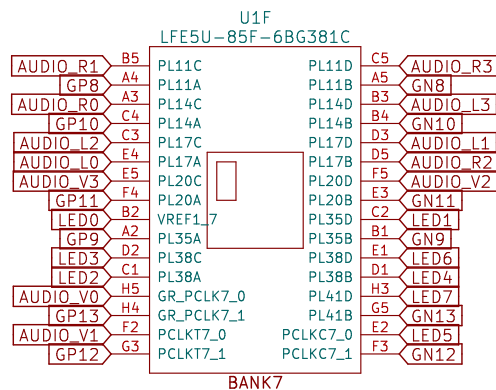 U1F
LFE5U-85F-6BG381C
AUDIO_R1 B5 PL11C PL11D C5 AUDIO_R3
GP8 A4 PL11A PL11B A5 GN8
AUDIO_R0 A3 PL14C PL14D B3 AUDIO_L3
GP10 C4 PL14A PL14B B4 GN10
AUDIO_L2 C3 PL17C PL17D D3 AUDIO_L1
AUDIO_L0 E4 PL17A PL17B D5 AUDIO_R2
AUDIO_V3 E5 PL20C PL20D F5 AUDIO_V2
GP11 F4 PL20A PL20B E3 GN11
LED0 B2 VREF1_7 PL35D C2 LED1
GP9 A2 PL35A PL35B B1 GN9
LED3 D2 PL38C PL38D E1 LED6
LED2 C1 PL38A PL38B D1 LED4
AUDIO_V0 H5 GR_PCLK7_0 PL41D H3 LED7
GP13 H4 GR_PCLK7_1 PL41B G5 GN13
AUDIO_V1 F2 PCLKT7_0 PCLKC7_0 E2 LED5
GP12 G3 PCLKT7_1 PCLKC7_1 F3 GN12
BANK7